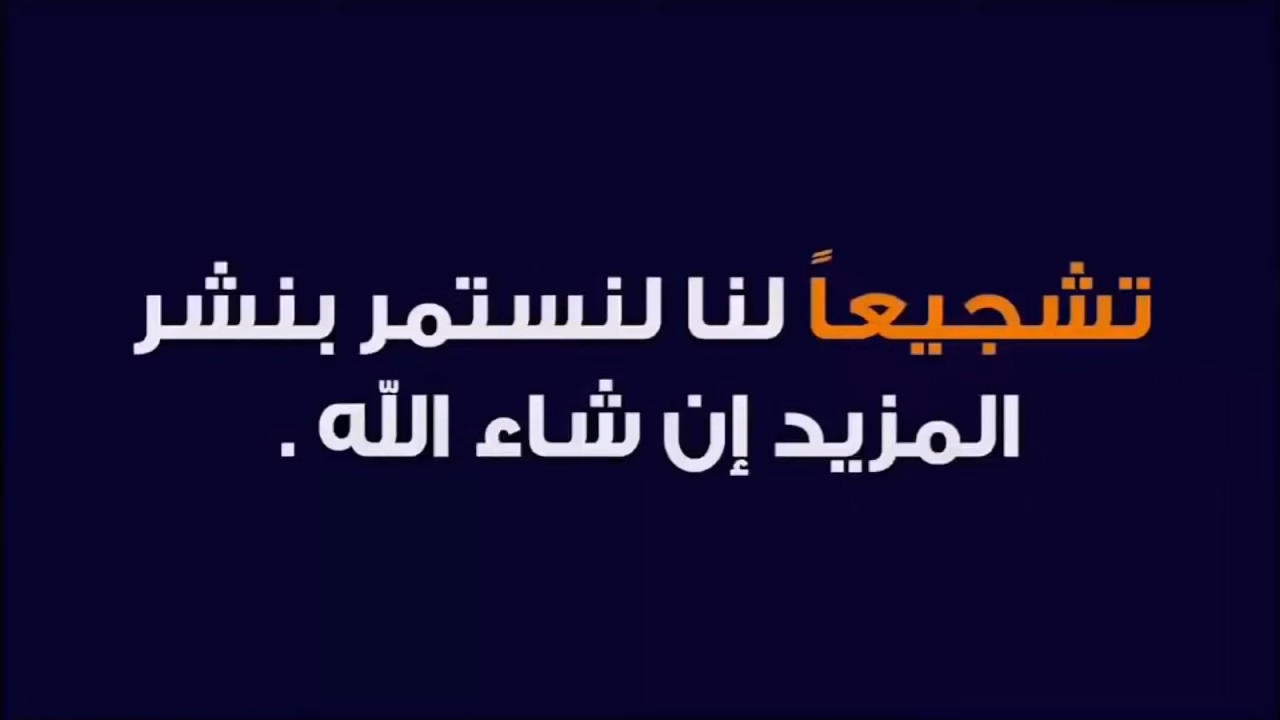 تشجيعاً لنا لنستمر بنشر
المزيد إن شاء الله .